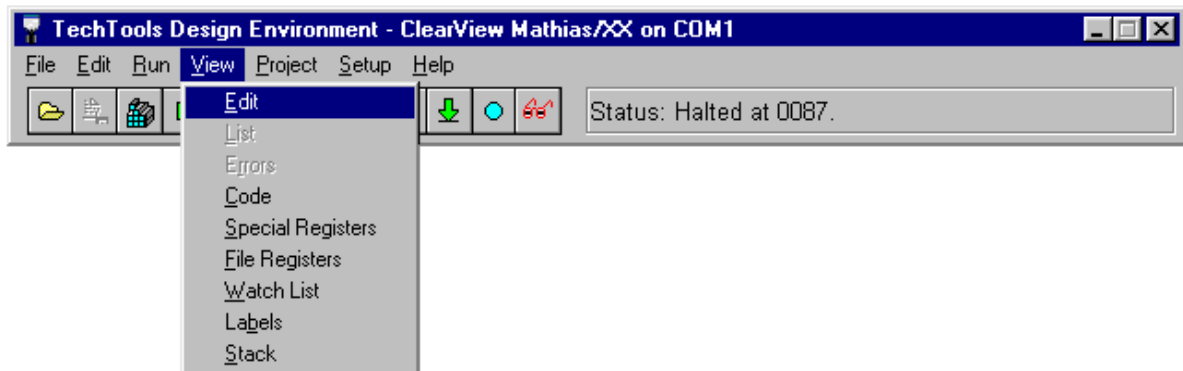 TechTools Design Environment - ClearView Mathias/XX on COM1
File Edit Run View Project Setup Help
Status: Halted at 0087.
Edit
List
Errors
Code
Special Registers
File Registers
Watch List
Labels
Stack